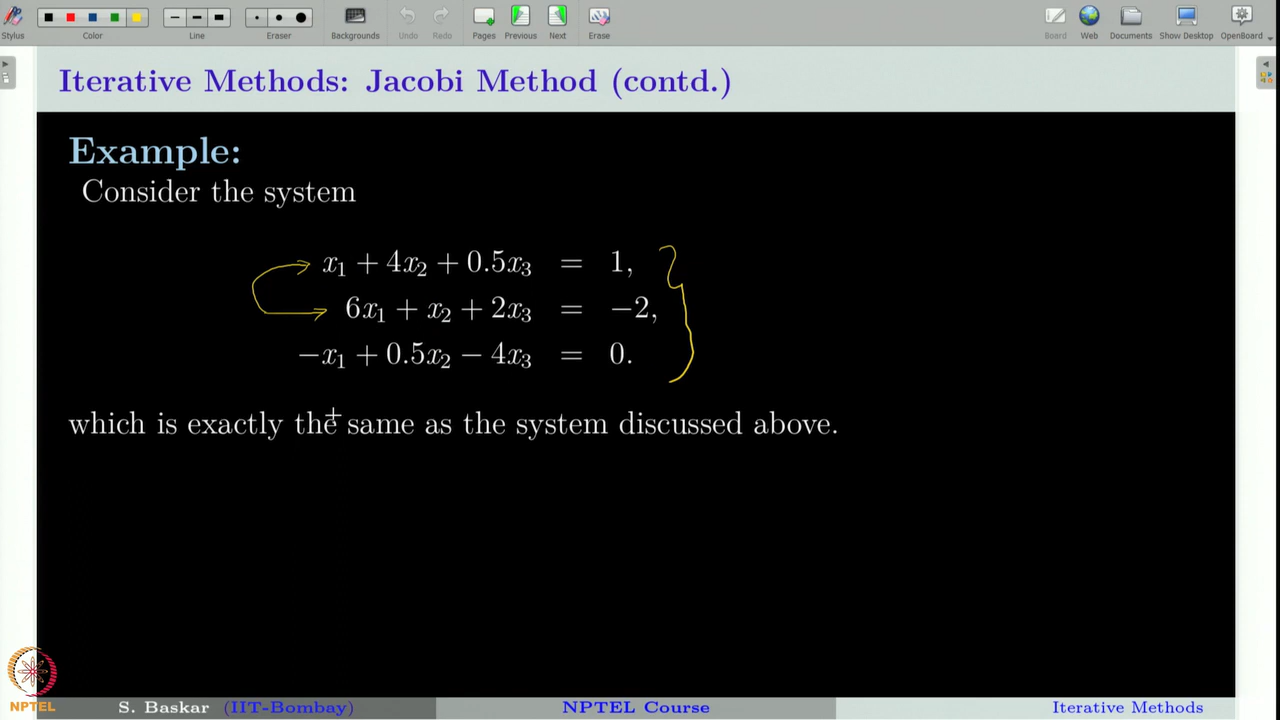 Stylus Color Line Eraser Backgrounds Undo Redo Pages Previous Next Erase Board Web Documents Show Desktop OpenBoard
Iterative Methods: Jacobi Method (contd.)
Example:
Consider the system
x₁ + 4x₂ + 0.5x₃ = 1,
6x₁ + x₂ + 2x₃ = −2,
−x₁ + 0.5x₂ − 4x₃ = 0.
which is exactly the same as the system discussed above.
NPTEL
S. Baskar (IIT-Bombay) NPTEL Course Iterative Methods